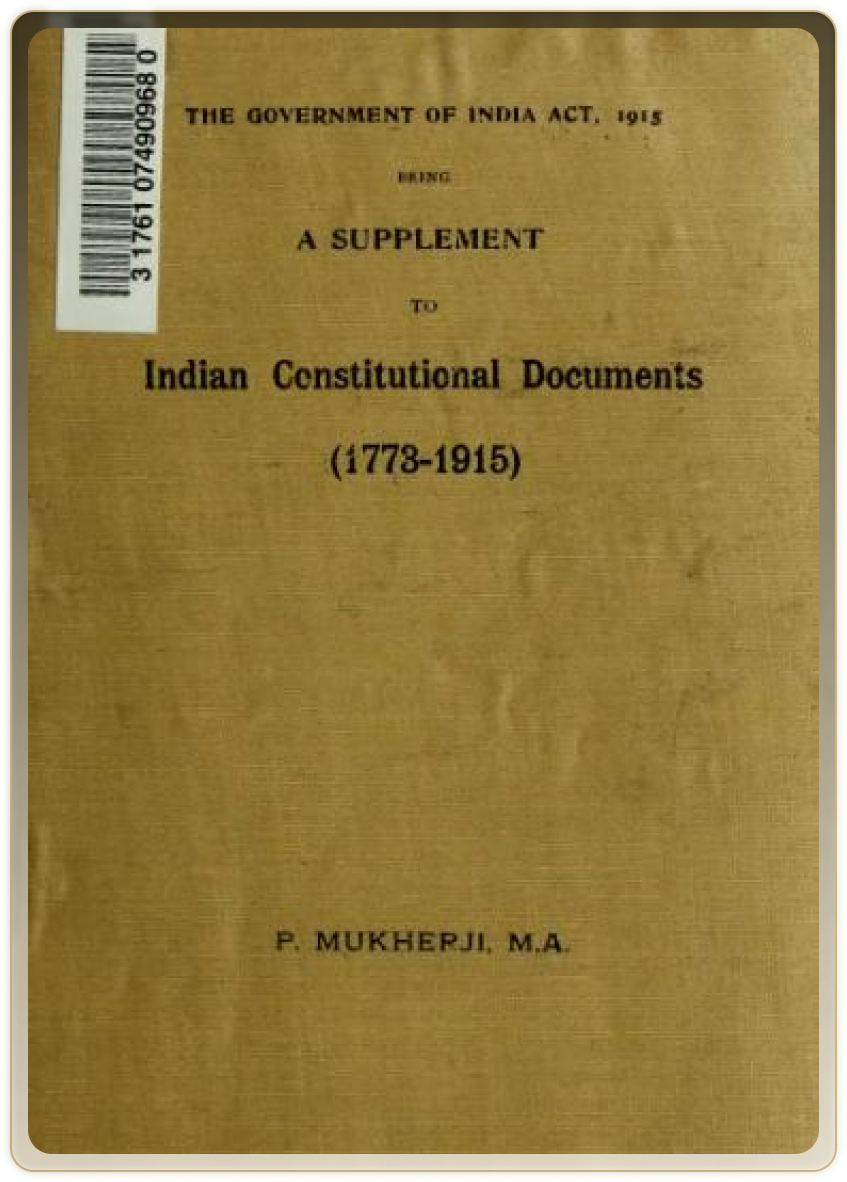 3 1761 07490968 0
THE GOVERNMENT OF INDIA ACT, 1915
BEING
A SUPPLEMENT
TO
Indian Constitutional Documents
(1773-1915)
P. MUKHERJI, M.A.